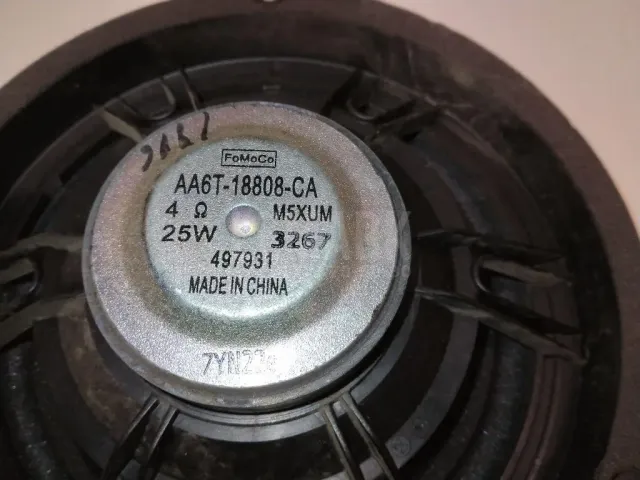 FoMoCo
AA6T-18808-CA
4 Ω M5XUM
25W 3267
497931
MADE IN CHINA